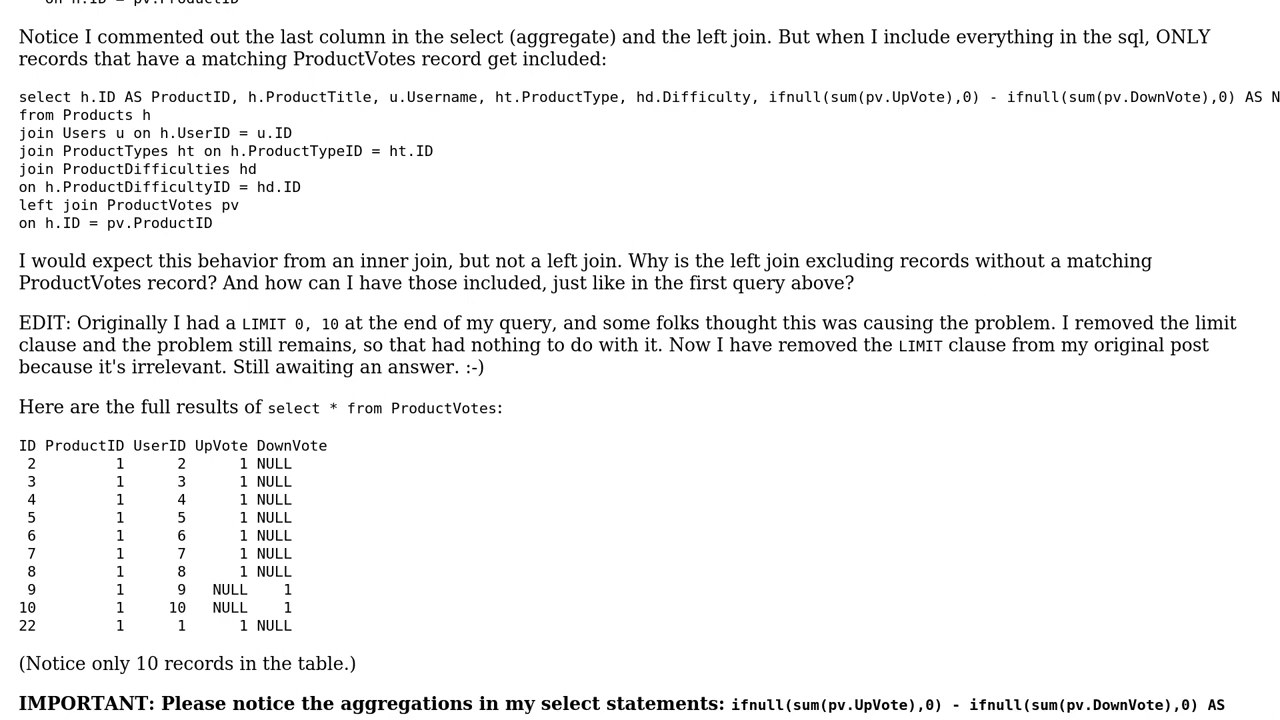 on h.ID = pv.ProductID
Notice I commented out the last column in the select (aggregate) and the left join. But when I include everything in the sql, ONLY
records that have a matching ProductVotes record get included:
select h.ID AS ProductID, h.ProductTitle, u.Username, ht.ProductType, hd.Difficulty, ifnull(sum(pv.UpVote),0) - ifnull(sum(pv.DownVote),0) AS N
from Products h
join Users u on h.UserID = u.ID
join ProductTypes ht on h.ProductTypeID = ht.ID
join ProductDifficulties hd
on h.ProductDifficultyID = hd.ID
left join ProductVotes pv
on h.ID = pv.ProductID
I would expect this behavior from an inner join, but not a left join. Why is the left join excluding records without a matching
ProductVotes record? And how can I have those included, just like in the first query above?
EDIT: Originally I had a LIMIT 0, 10 at the end of my query, and some folks thought this was causing the problem. I removed the limit
clause and the problem still remains, so that had nothing to do with it. Now I have removed the LIMIT clause from my original post
because it's irrelevant. Still awaiting an answer. :-)
Here are the full results of select * from ProductVotes:
ID ProductID UserID UpVote DownVote
2 1 2 1 NULL
3 1 3 1 NULL
4 1 4 1 NULL
5 1 5 1 NULL
6 1 6 1 NULL
7 1 7 1 NULL
8 1 8 1 NULL
9 1 9 NULL 1
10 1 10 NULL 1
22 1 1 1 NULL
(Notice only 10 records in the table.)
IMPORTANT: Please notice the aggregations in my select statements: ifnull(sum(pv.UpVote),0) - ifnull(sum(pv.DownVote),0) AS